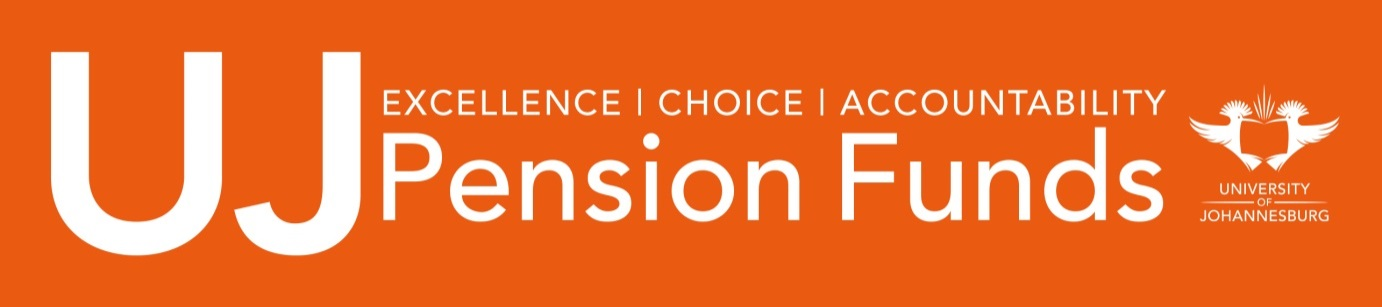 UJ
EXCELLENCE | CHOICE | ACCOUNTABILITY
Pension Funds
UNIVERSITY
OF
JOHANNESBURG